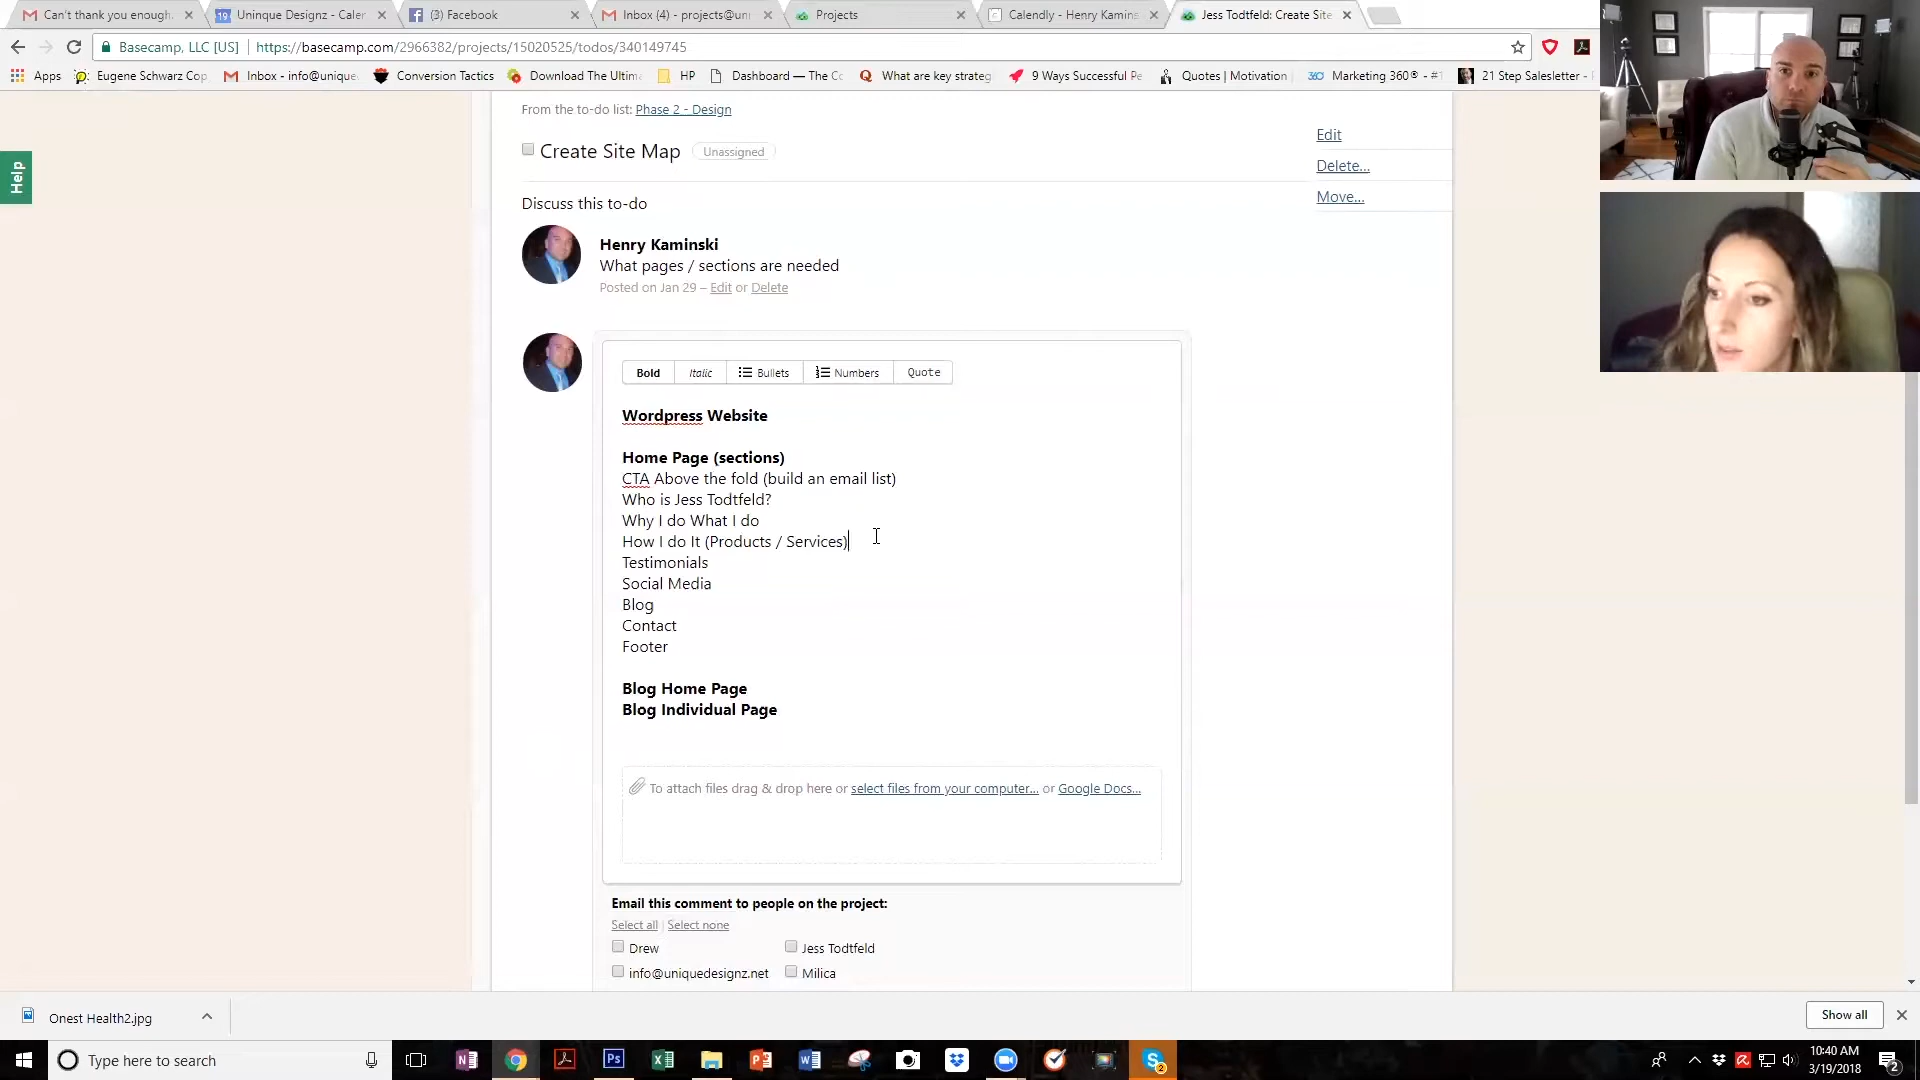 Can't thank you enough.
Uninque Designz - Caler
(3) Facebook
Inbox (4) - projects@uni
Projects
Calendly - Henry Kamins
Jess Todtfeld: Create Site
Basecamp, LLC [US]
https://basecamp.com/2966382/projects/15020525/todos/340149745
Apps
Eugene Schwarz Cop
Inbox - info@unique
Conversion Tactics
Download The Ultim
HP
Dashboard — The Co
What are key strateg
9 Ways Successful Pe
Quotes | Motivation
Marketing 360® - #1
21 Step Salesletter -
Help
From the to-do list: Phase 2 - Design
Create Site Map
Unassigned
Edit
Delete...
Move...
Discuss this to-do
Henry Kaminski
What pages / sections are needed
Posted on Jan 29 – Edit or Delete
Bold
Italic
Bullets
Numbers
Quote
Wordpress Website
Home Page (sections)
CTA Above the fold (build an email list)
Who is Jess Todtfeld?
Why I do What I do
How I do It (Products / Services)
Testimonials
Social Media
Blog
Contact
Footer
Blog Home Page
Blog Individual Page
To attach files drag & drop here or select files from your computer... or Google Docs...
Email this comment to people on the project:
Select all | Select none
Drew
Jess Todtfeld
info@uniquedesignz.net
Milica
Onest Health2.jpg
Show all
Type here to search
10:40 AM
3/19/2018